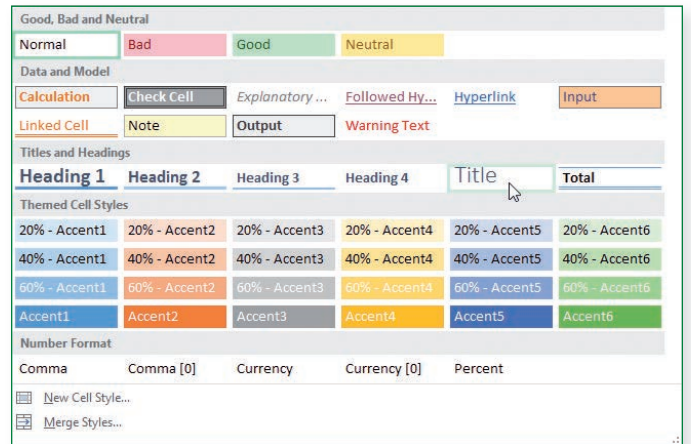 Good, Bad and Neutral
Normal Bad Good Neutral
Data and Model
Calculation Check Cell Explanatory ... Followed Hy... Hyperlink Input
Linked Cell Note Output Warning Text
Titles and Headings
Heading 1 Heading 2 Heading 3 Heading 4 Title Total
Themed Cell Styles
20% - Accent1 20% - Accent2 20% - Accent3 20% - Accent4 20% - Accent5 20% - Accent6
40% - Accent1 40% - Accent2 40% - Accent3 40% - Accent4 40% - Accent5 40% - Accent6
60% - Accent1 60% - Accent2 60% - Accent3 60% - Accent4 60% - Accent5 60% - Accent6
Accent1 Accent2 Accent3 Accent4 Accent5 Accent6
Number Format
Comma Comma [0] Currency Currency [0] Percent
New Cell Style...
Merge Styles...